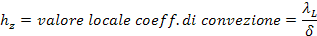 h_z = valore locale coeff. di convezione = λ_L / δ